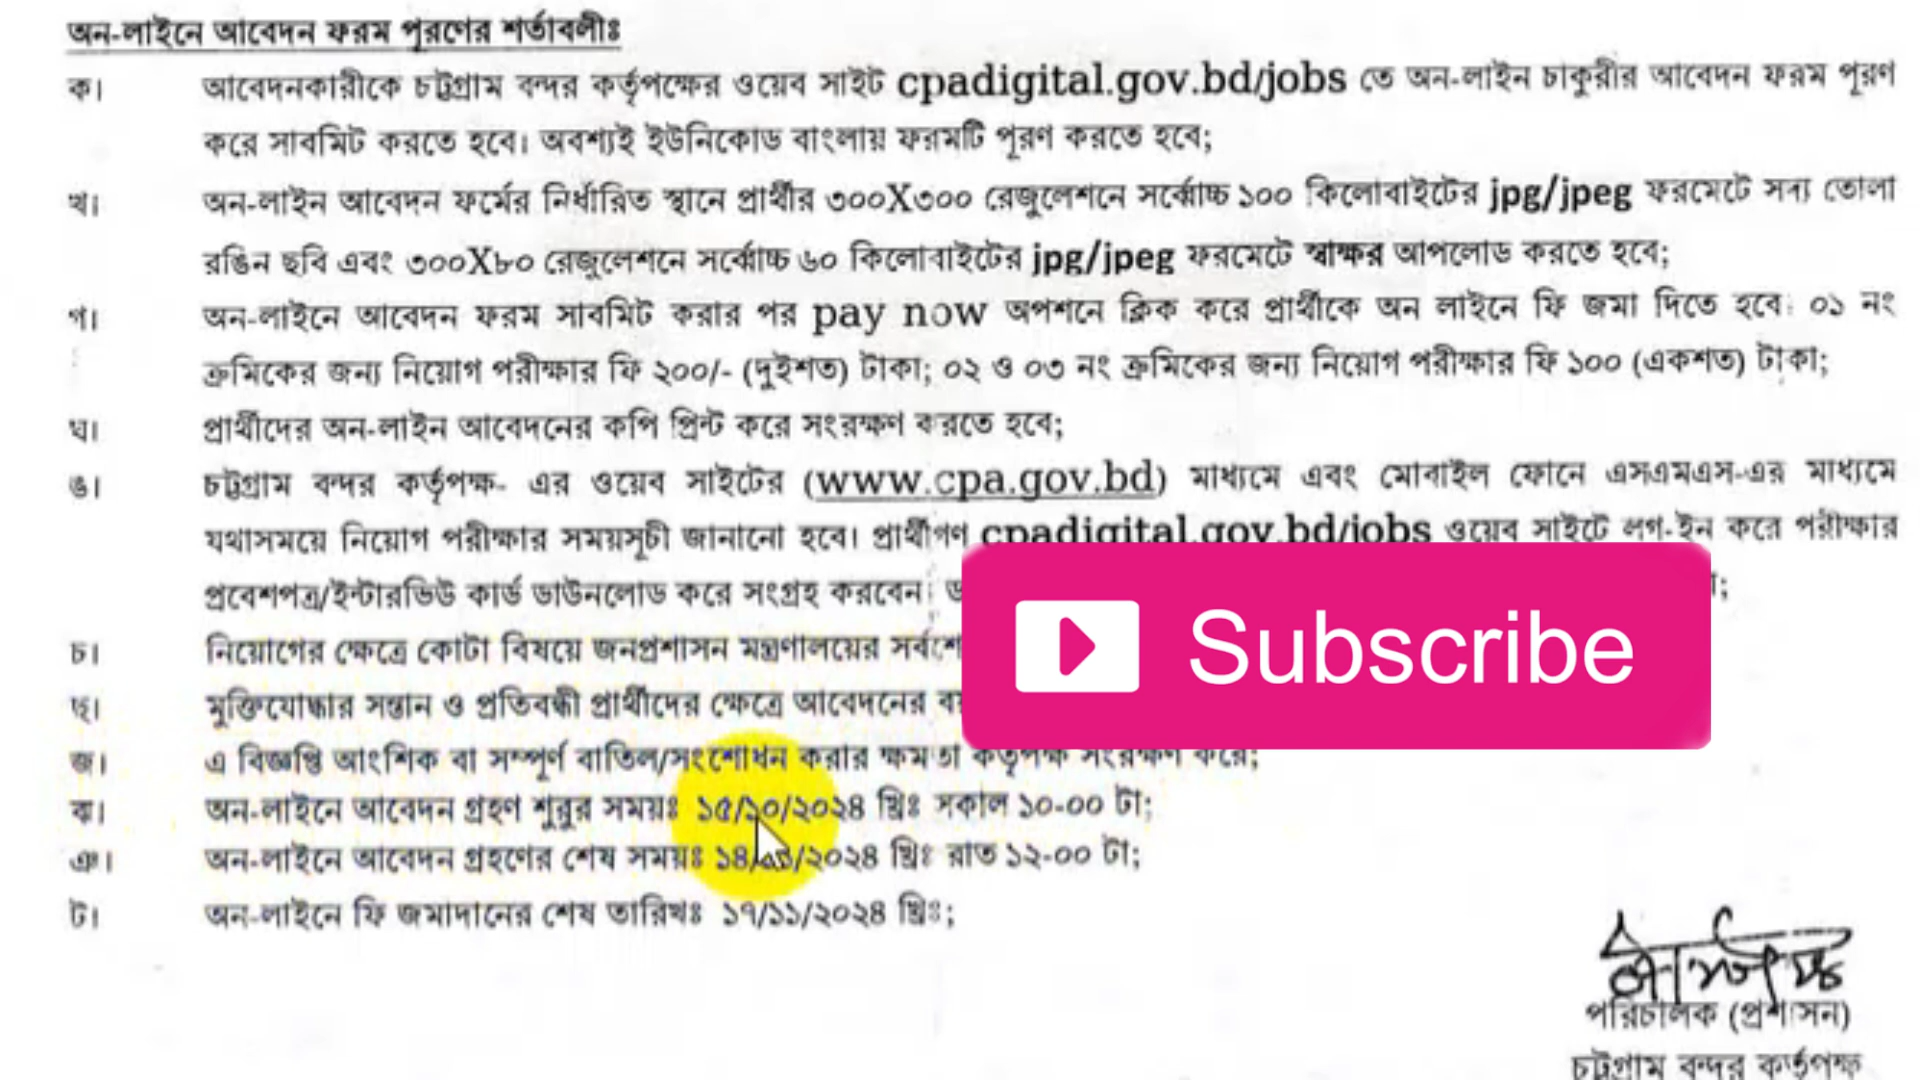 অন-লাইনে আবেদন ফরম পূরণের শর্তাবলীঃ
ক। আবেদনকারীকে চট্টগ্রাম বন্দর কর্তৃপক্ষের ওয়েব সাইট cpadigital.gov.bd/jobs তে অন-লাইন চাকুরীর আবেদন ফরম পূরণ
করে সাবমিট করতে হবে। অবশ্যই ইউনিকোড বাংলায় ফরমটি পূরণ করতে হবে;
খ। অন-লাইন আবেদন ফর্মের নির্ধারিত স্থানে প্রার্থীর ৩০০X৩০০ রেজুলেশনে সর্ব্বোচ্চ ১০০ কিলোবাইটের jpg/jpeg ফরমেটে সদ্য তোলা
রঙিন ছবি এবং ৩০০X৮০ রেজুলেশনে সর্ব্বোচ্চ ৬০ কিলোবাইটের jpg/jpeg ফরমেটে স্বাক্ষর আপলোড করতে হবে;
গ। অন-লাইনে আবেদন ফরম সাবমিট করার পর pay now অপশনে ক্লিক করে প্রার্থীকে অন লাইনে ফি জমা দিতে হবে। ০১ নং
ক্রমিকের জন্য নিয়োগ পরীক্ষার ফি ২০০/- (দুইশত) টাকা; ০২ ও ০৩ নং ক্রমিকের জন্য নিয়োগ পরীক্ষার ফি ১০০ (একশত) টাকা;
ঘ। প্রার্থীদের অন-লাইন আবেদনের কপি প্রিন্ট করে সংরক্ষণ করতে হবে;
ঙ। চট্টগ্রাম বন্দর কর্তৃপক্ষ- এর ওয়েব সাইটের (www.cpa.gov.bd) মাধ্যমে এবং মোবাইল ফোনে এসএমএস-এর মাধ্যমে
যথাসময়ে নিয়োগ পরীক্ষার সময়সূচী জানানো হবে। প্রার্থীগণ cpadigital.gov.bd/jobs ওয়েব সাইটে লগ-ইন করে পরীক্ষার
প্রবেশপত্র/ইন্টারভিউ কার্ড ডাউনলোড করে সংগ্রহ করবেন।
Subscribe
চ। নিয়োগের ক্ষেত্রে কোটা বিষয়ে জনপ্রশাসন মন্ত্রণালয়ের
ছ। মুক্তিযোদ্ধার সন্তান ও প্রতিবন্ধী প্রার্থীদের ক্ষেত্রে আবেদনের
জ। এ বিজ্ঞপ্তি আংশিক বা সম্পূর্ণ বাতিল/সংশোধন করার ক্ষমতা কর্তৃপক্ষ সংরক্ষণ করে;
ঝ। অন-লাইনে আবেদন গ্রহণ শুরুর সময়ঃ ১৫/১০/২০২৪ খ্রিঃ সকাল ১০-০০ টা;
ঞ। অন-লাইনে আবেদন গ্রহণের শেষ সময়ঃ ১৪/১১/২০২৪ খ্রিঃ রাত ১২-০০ টা;
ট। অন-লাইনে ফি জমাদানের শেষ তারিখঃ ১৭/১১/২০২৪ খ্রিঃ;
পরিচালক (প্রশাসন)
চট্টগ্রাম বন্দর কর্তৃপক্ষ